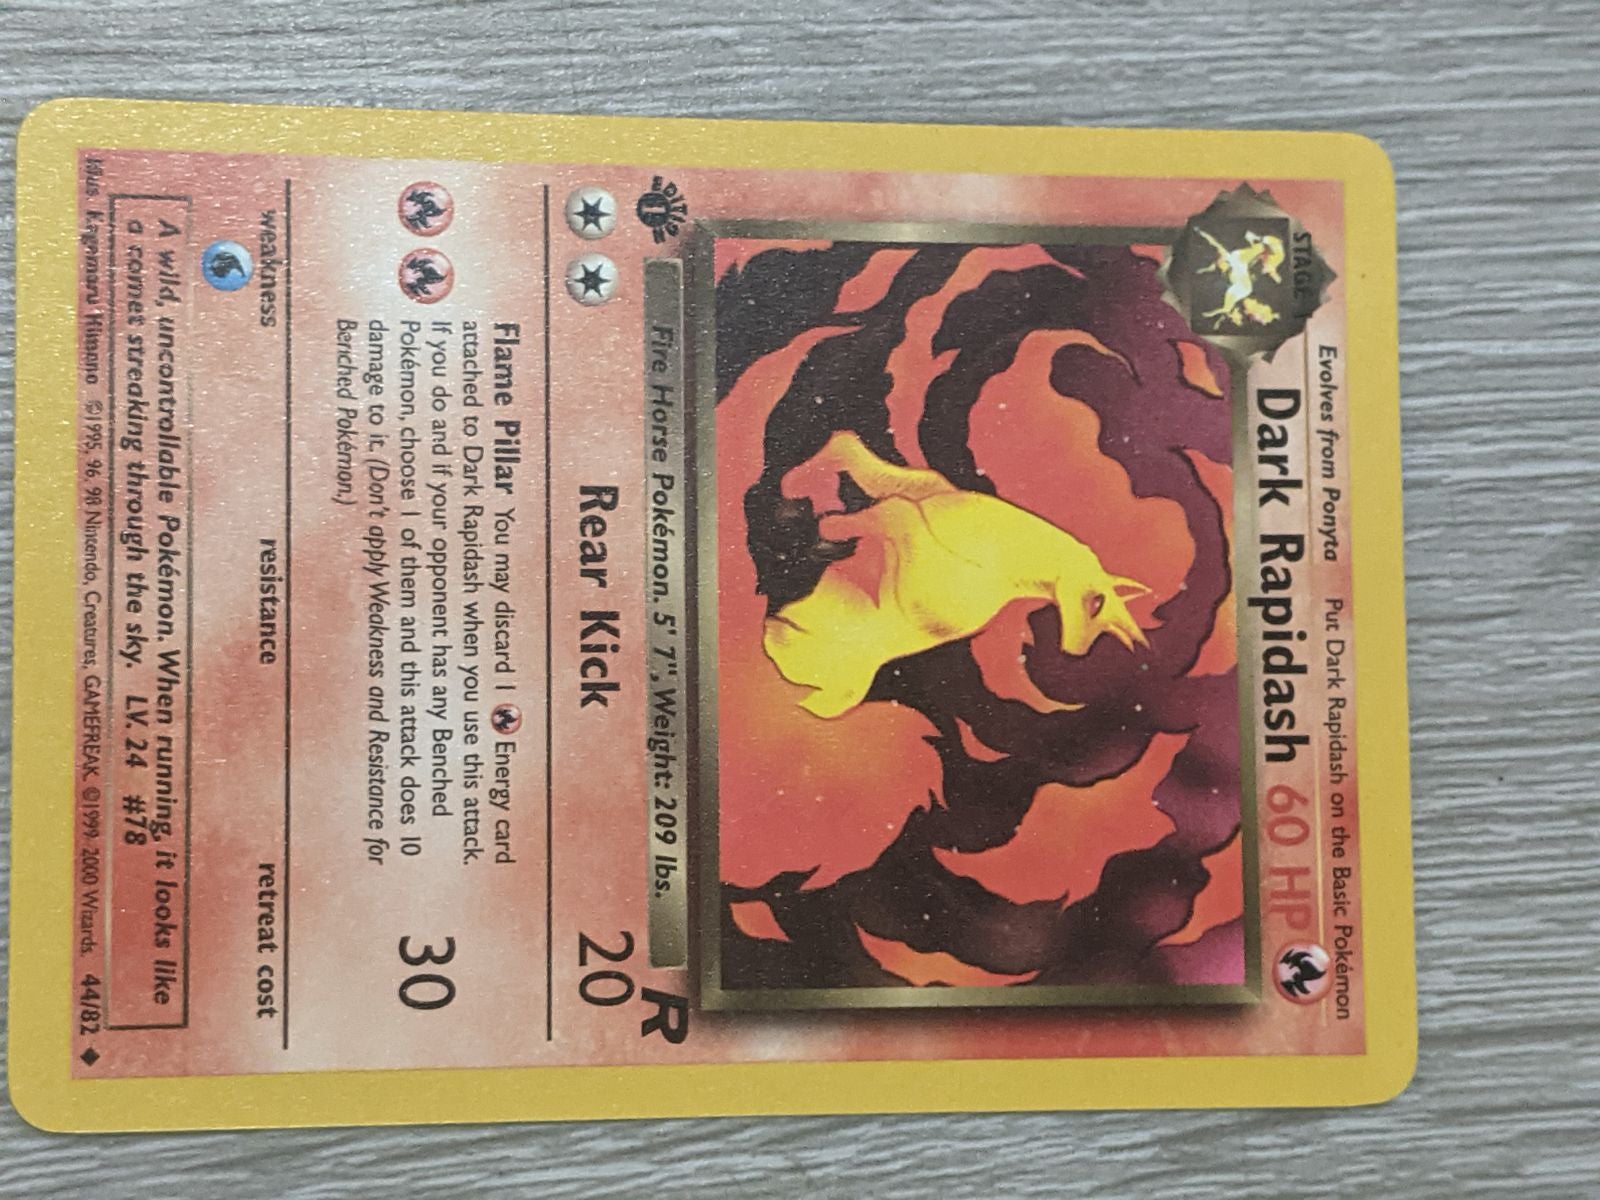 Evolves from Ponyta Put Dark Rapidash on the Basic Pokémon
STAGE
Dark Rapidash 60 HP
EDITION
1
Fire Horse Pokémon. 5' 7", Weight: 209 lbs.
R
Rear Kick 20
Flame Pillar You may discard 1 Energy card
attached to Dark Rapidash when you use this attack.
If you do and if your opponent has any Benched
Pokémon, choose 1 of them and this attack does 10
damage to it. (Don't apply Weakness and Resistance for
Benched Pokémon.)
30
weakness resistance retreat cost
A wild, uncontrollable Pokémon. When running, it looks like
a comet streaking through the sky. LV. 24 #78
Illus. Kagemaru Himeno ©1995, 96, 98 Nintendo, Creatures, GAMEFREAK. ©1999, 2000 Wizards. 44/82